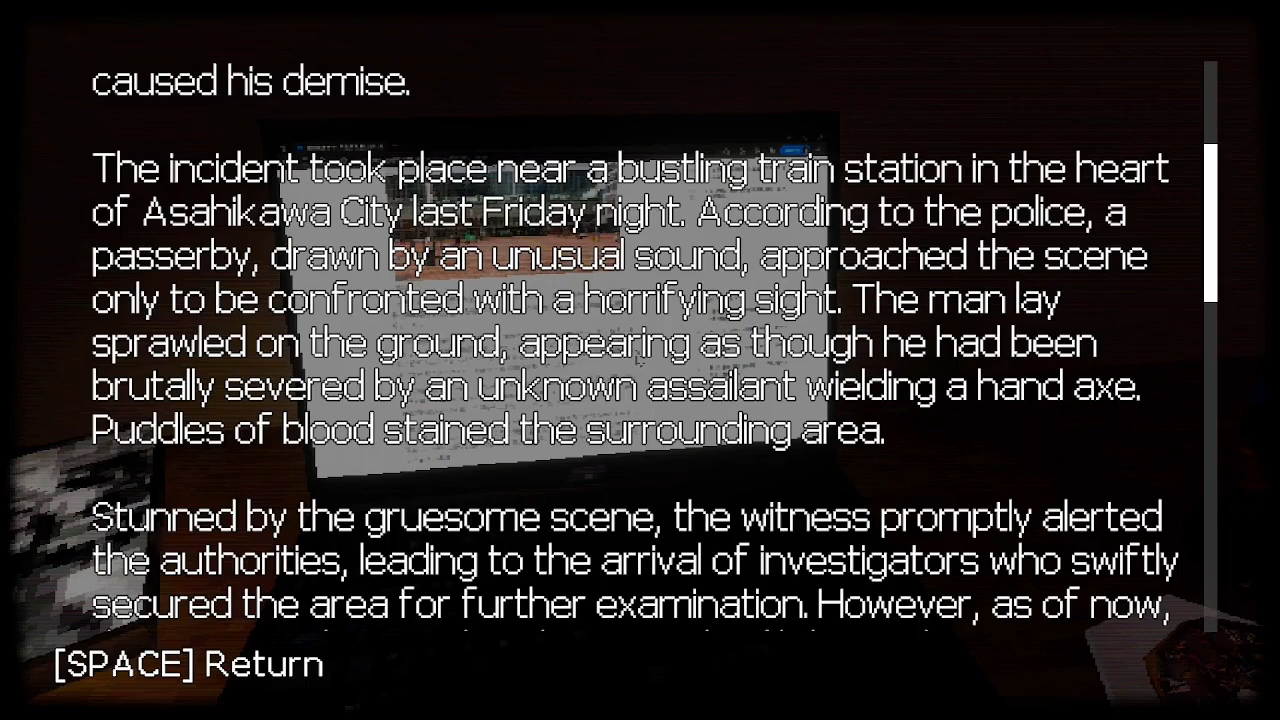 caused his demise.
The incident took place near a bustling train station in the heart
of Asahikawa City last Friday night. According to the police, a
passerby, drawn by an unusual sound, approached the scene
only to be confronted with a horrifying sight. The man lay
sprawled on the ground, appearing as though he had been
brutally severed by an unknown assailant wielding a hand axe.
Puddles of blood stained the surrounding area.
Stunned by the gruesome scene, the witness promptly alerted
the authorities, leading to the arrival of investigators who swiftly
secured the area for further examination. However, as of now,
[SPACE] Return